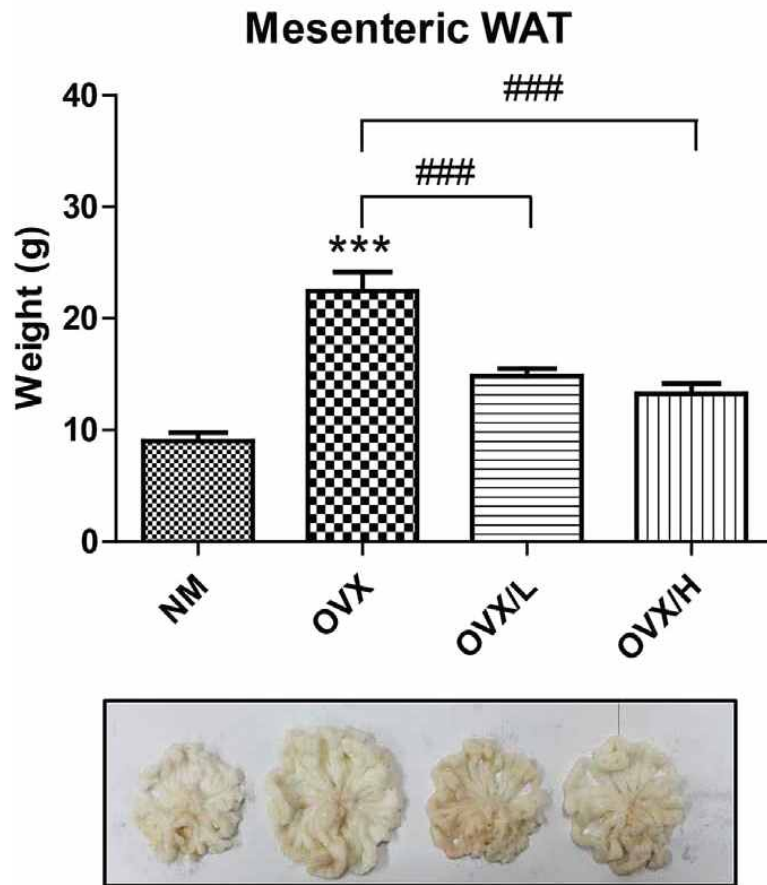 Mesenteric WAT
40
###
###
30
***
20
10
0
Weight (g)
NM
OVX
OVX/L
OVX/H